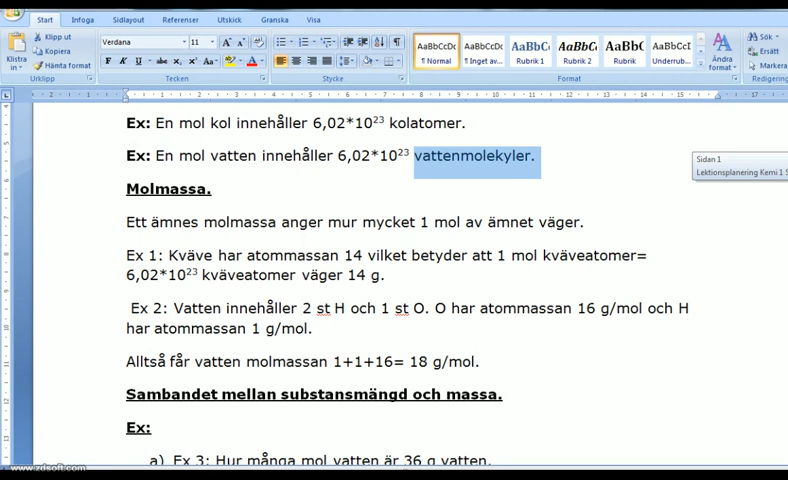 Start Infoga Sidlayout Referenser Utskick Granska Visa
Klipp ut
Kopiera
Hämta format
Klistra in
Urklipp
Verdana 11
Tecken
Stycke
AaBbCcDc AaBbCcDc AaBbC AaBbCc AaBbC AaBbCcI
¶ Normal ¶ Inget av... Rubrik 1 Rubrik 2 Rubrik Underrub...
Format
Ändra format
Sök
Ersätt
Markera
Redigering
Ex: En mol kol innehåller 6,02*10²³ kolatomer.
Ex: En mol vatten innehåller 6,02*10²³ vattenmolekyler.
Sidan 1
Lektionsplanering Kemi 1 S
Molmassa.
Ett ämnes molmassa anger mur mycket 1 mol av ämnet väger.
Ex 1: Kväve har atommassan 14 vilket betyder att 1 mol kväveatomer=
6,02*10²³ kväveatomer väger 14 g.
Ex 2: Vatten innehåller 2 st H och 1 st O. O har atommassan 16 g/mol och H
har atommassan 1 g/mol.
Alltså får vatten molmassan 1+1+16= 18 g/mol.
Sambandet mellan substansmängd och massa.
Ex:
a) Ex 3: Hur många mol vatten är 36 g vatten.
www.zdsoft.com